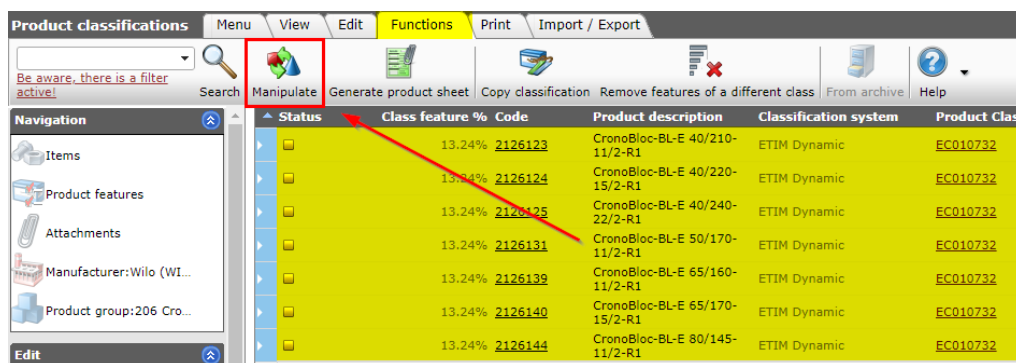 Product classifications Menu View Edit Functions Print Import / Export
Be aware, there is a filter
active!
Search Manipulate Generate product sheet Copy classification Remove features of a different class From archive Help
Navigation
Items
Product features
Attachments
Manufacturer:Wilo (WI...
Product group:206 Cro...
Edit
Status Class feature % Code Product description Classification system Product Clas
13.24% 2126123 CronoBloc-BL-E 40/210-
11/2-R1 ETIM Dynamic EC010732
13.24% 2126124 CronoBloc-BL-E 40/220-
15/2-R1 ETIM Dynamic EC010732
13.24% 2126125 CronoBloc-BL-E 40/240-
22/2-R1 ETIM Dynamic EC010732
13.24% 2126131 CronoBloc-BL-E 50/170-
11/2-R1 ETIM Dynamic EC010732
13.24% 2126139 CronoBloc-BL-E 65/160-
11/2-R1 ETIM Dynamic EC010732
13.24% 2126140 CronoBloc-BL-E 65/170-
15/2-R1 ETIM Dynamic EC010732
13.24% 2126144 CronoBloc-BL-E 80/145-
11/2-R1 ETIM Dynamic EC010732